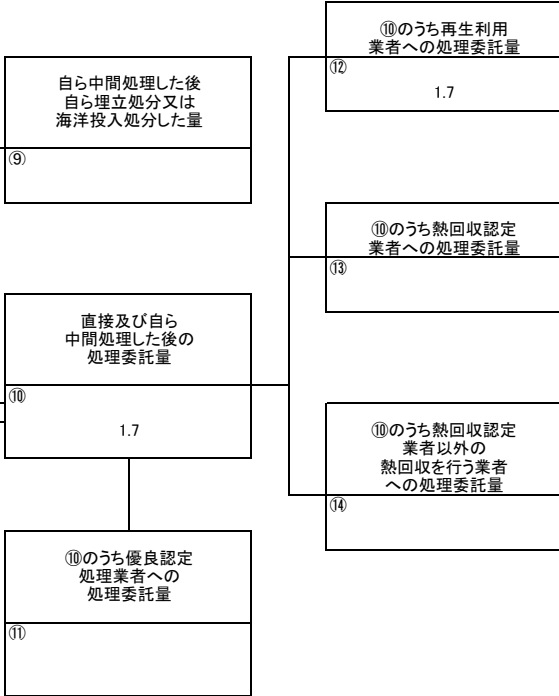 自ら中間処理した後
自ら埋立処分又は
海洋投入処分した量
⑨
直接及び自ら
中間処理した後の
処理委託量
⑩
1.7
⑩のうち優良認定
処理業者への
処理委託量
⑪
⑩のうち再生利用
業者への処理委託量
⑫
1.7
⑩のうち熱回収認定
業者への処理委託量
⑬
⑩のうち熱回収認定
業者以外の
熱回収を行う業者
への処理委託量
⑭